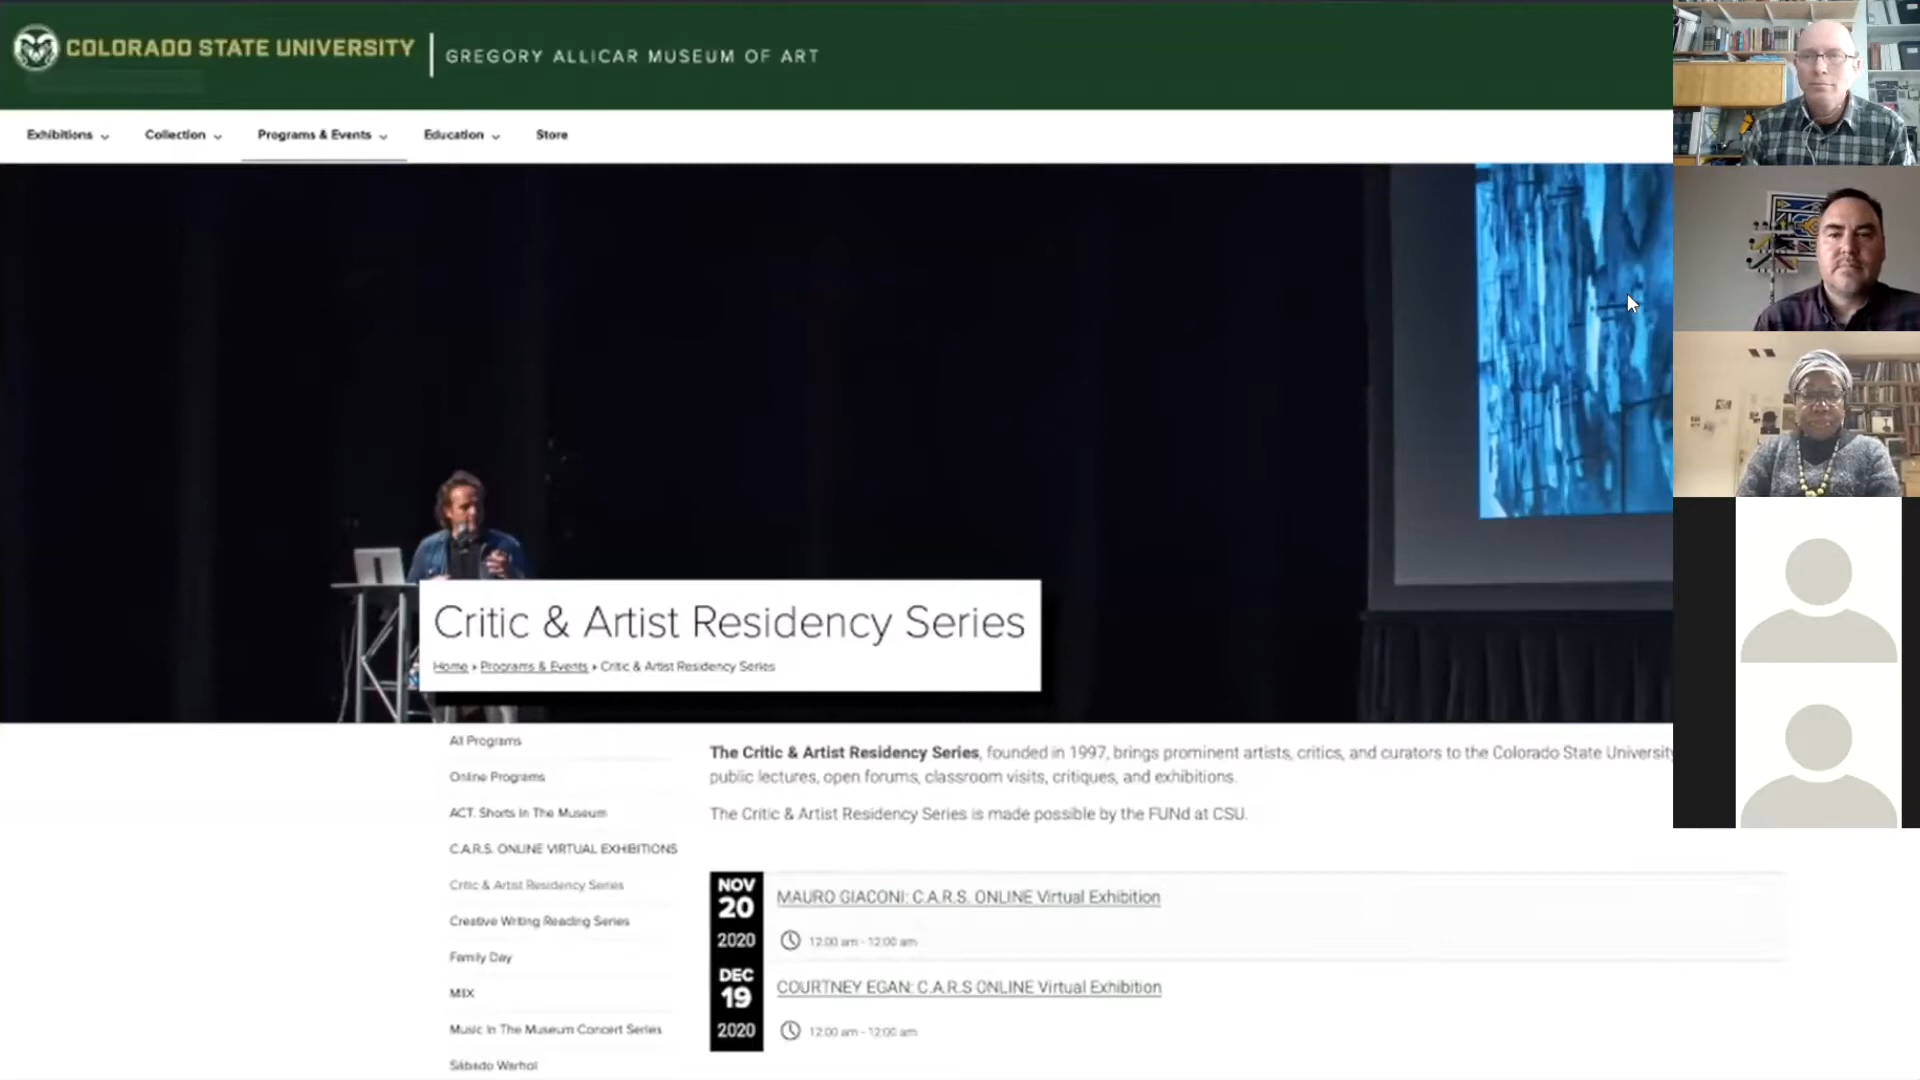 COLORADO STATE UNIVERSITY
GREGORY ALLICAR MUSEUM OF ART
Exhibitions
Collection
Programs & Events
Education
Store
Critic & Artist Residency Series
Home › Programs & Events › Critic & Artist Residency Series
All Programs
Online Programs
ACT. Shorts In The Museum
C.A.R.S. ONLINE VIRTUAL EXHIBITIONS
Critic & Artist Residency Series
Creative Writing Reading Series
Family Day
MIX
Music In The Museum Concert Series
Sábado Warhol
The Critic & Artist Residency Series, founded in 1997, brings prominent artists, critics, and curators to the Colorado State University
public lectures, open forums, classroom visits, critiques, and exhibitions.
The Critic & Artist Residency Series is made possible by the FUNd at CSU.
NOV
20
2020
MAURO GIACONI: C.A.R.S. ONLINE Virtual Exhibition
12:00 am - 12:00 am
DEC
19
2020
COURTNEY EGAN: C.A.R.S ONLINE Virtual Exhibition
12:00 am - 12:00 am